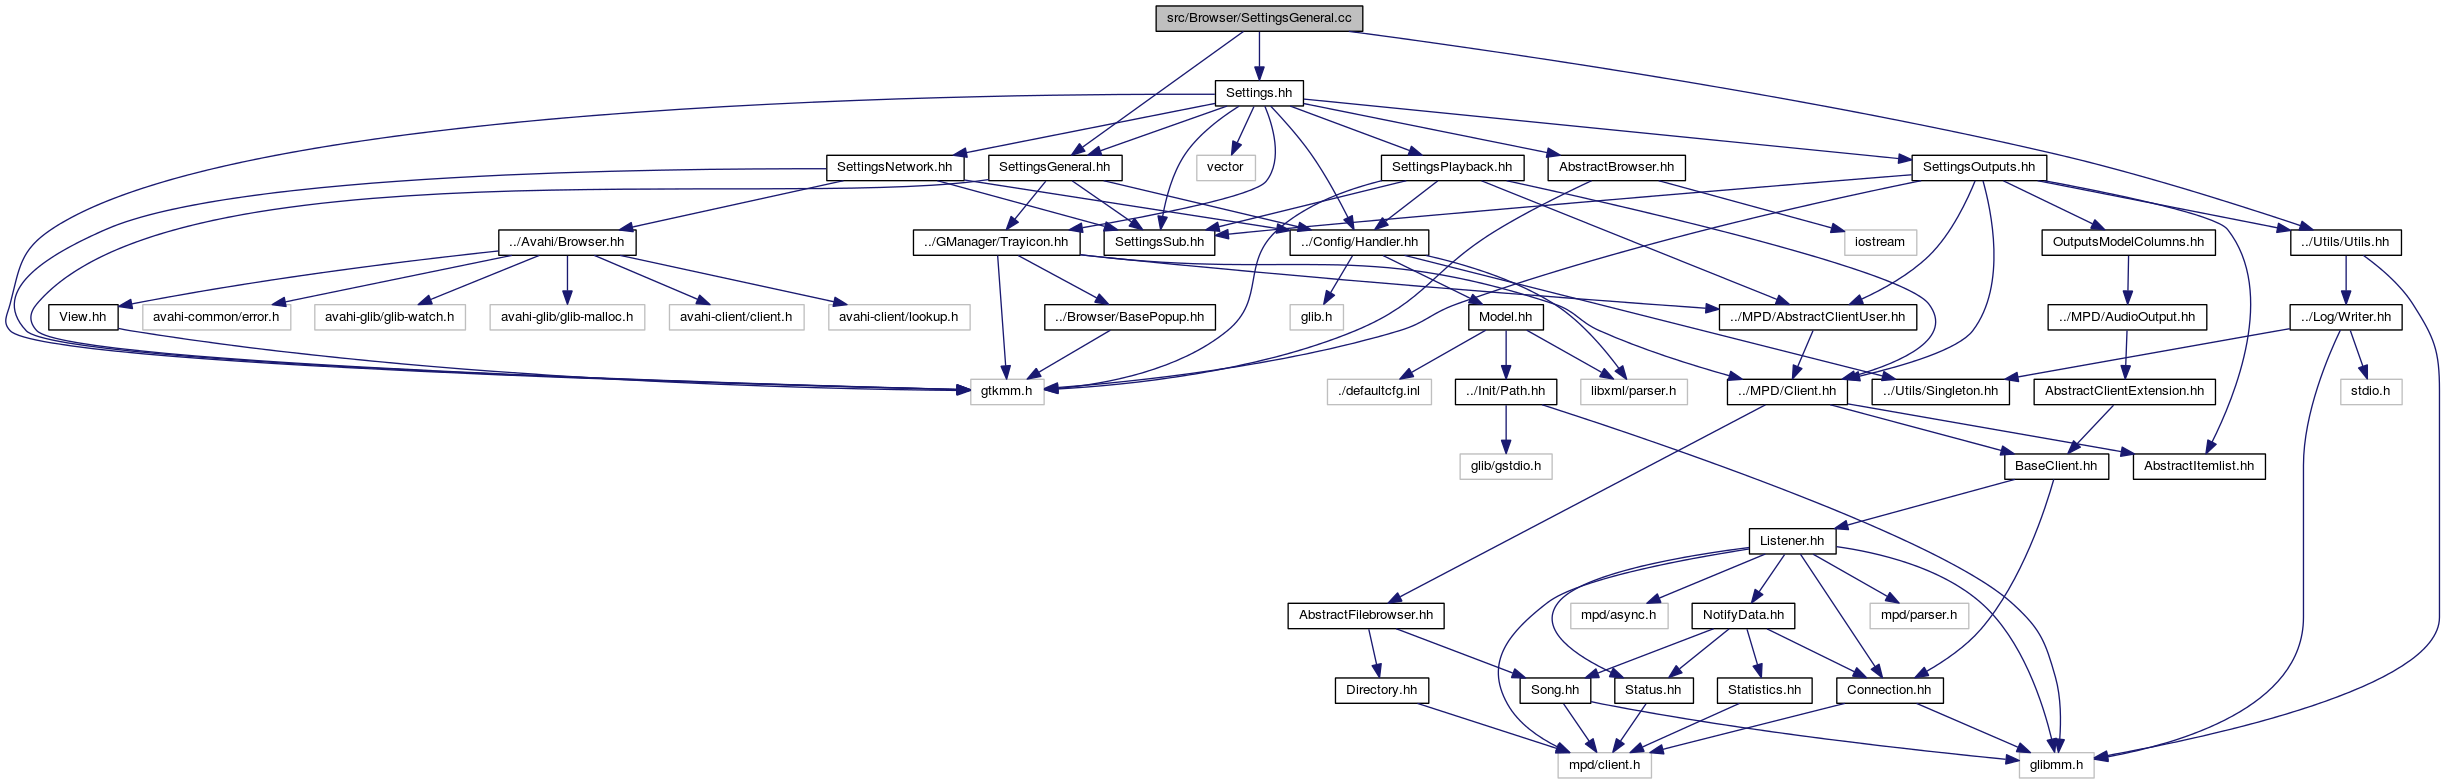 src/Browser/SettingsGeneral.cc
Settings.hh
SettingsNetwork.hh
SettingsGeneral.hh
vector
SettingsPlayback.hh
AbstractBrowser.hh
SettingsOutputs.hh
../Avahi/Browser.hh
../GManager/Trayicon.hh
SettingsSub.hh
../Config/Handler.hh
iostream
OutputsModelColumns.hh
../Utils/Utils.hh
View.hh
avahi-common/error.h
avahi-glib/glib-watch.h
avahi-glib/glib-malloc.h
avahi-client/client.h
avahi-client/lookup.h
../Browser/BasePopup.hh
glib.h
Model.hh
../MPD/AbstractClientUser.hh
../MPD/AudioOutput.hh
../Log/Writer.hh
gtkmm.h
./defaultcfg.inl
../Init/Path.hh
libxml/parser.h
../MPD/Client.hh
../Utils/Singleton.hh
AbstractClientExtension.hh
stdio.h
glib/gstdio.h
BaseClient.hh
AbstractItemlist.hh
Listener.hh
AbstractFilebrowser.hh
mpd/async.h
NotifyData.hh
mpd/parser.h
Directory.hh
Song.hh
Status.hh
Statistics.hh
Connection.hh
mpd/client.h
glibmm.h